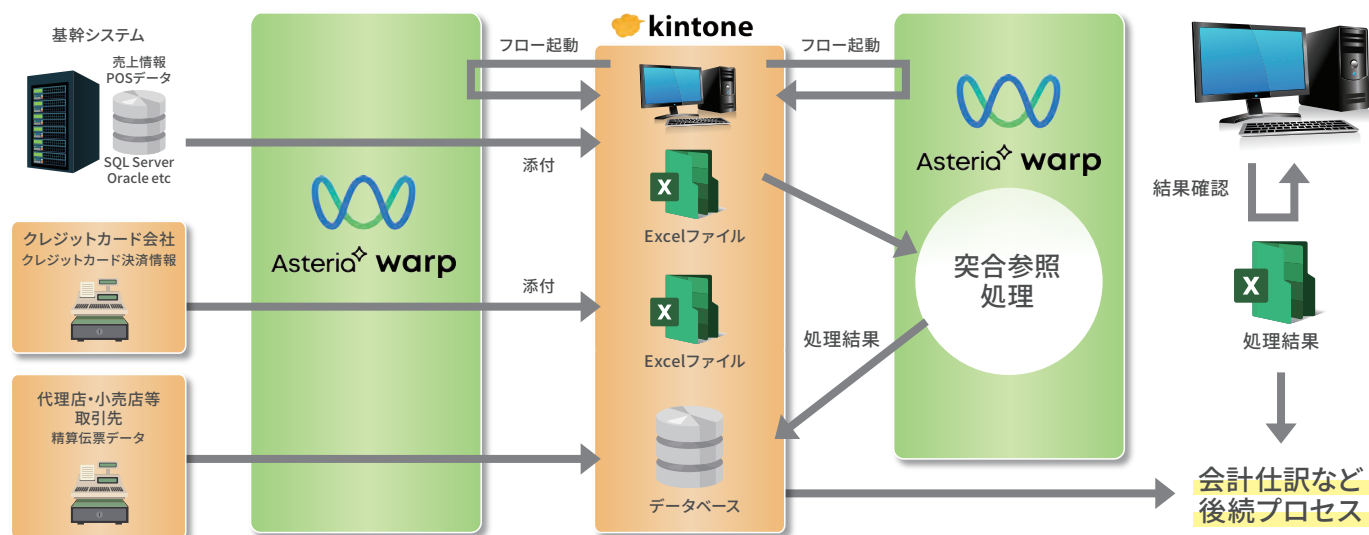 基幹システム
売上情報
POSデータ
SQL Server
Oracle etc
クレジットカード会社
クレジットカード決済情報
代理店・小売店等
取引先
精算伝票データ
Asteria warp
フロー起動
添付
添付
kintone
Excelファイル
Excelファイル
データベース
フロー起動
Asteria warp
突合参照
処理
処理結果
結果確認
処理結果
会計仕訳など
後続プロセス